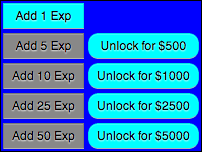 Add 1 Exp
Add 5 Exp Unlock for $500
Add 10 Exp Unlock for $1000
Add 25 Exp Unlock for $2500
Add 50 Exp Unlock for $5000